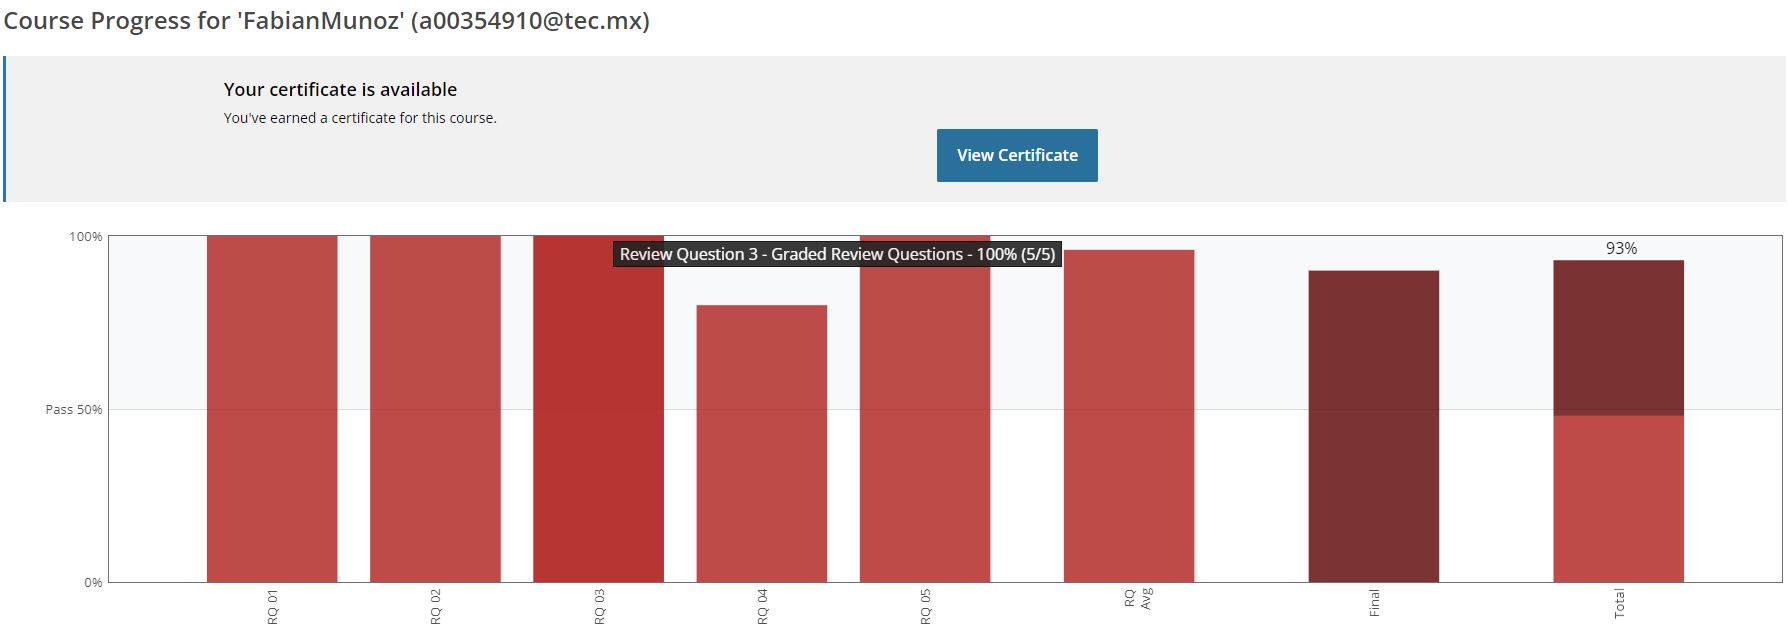 Course Progress for 'FabianMunoz' (a00354910@tec.mx)
Your certificate is available
You've earned a certificate for this course.
View Certificate
100%
Review Question 3 - Graded Review Questions - 100% (5/5)
93%
Pass 50%
0%
RQ 01
RQ 02
RQ 03
RQ 04
RQ 05
RQ
Avg
Final
Total